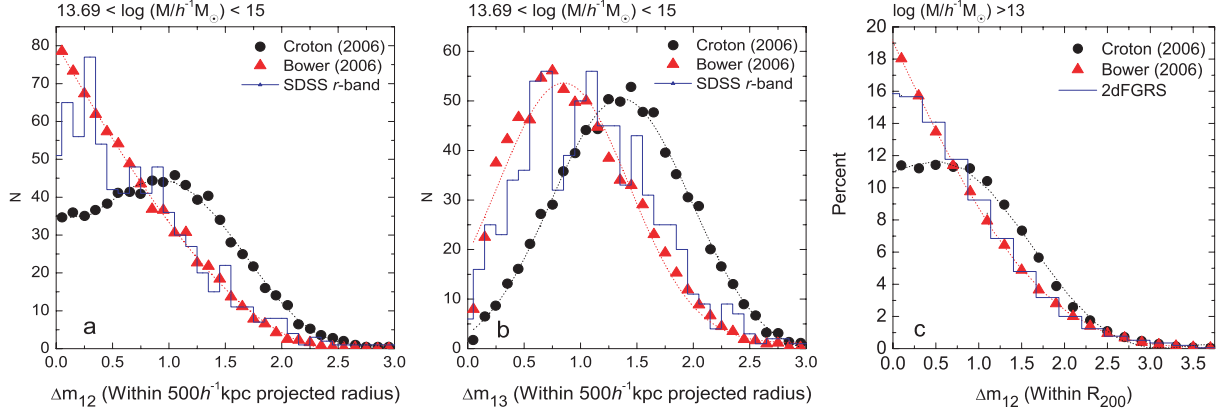 13.69 < log (M/h⁻¹M☉) < 15
Croton (2006)
Bower (2006)
SDSS r-band
N
80
70
60
50
40
30
20
10
0
a
0.0 0.5 1.0 1.5 2.0 2.5 3.0
Δm₁₂ (Within 500h⁻¹kpc projected radius)
13.69 < log (M/h⁻¹M☉) < 15
Croton (2006)
Bower (2006)
SDSS r-band
N
60
50
40
30
20
10
0
b
0.0 0.5 1.0 1.5 2.0 2.5 3.0
Δm₁₃ (Within 500h⁻¹kpc projected radius)
log (M/h⁻¹M☉) >13
Croton (2006)
Bower (2006)
2dFGRS
Percent
20
18
16
14
12
10
8
6
4
2
0
c
0.0 0.5 1.0 1.5 2.0 2.5 3.0 3.5
Δm₁₂ (Within R₂₀₀)